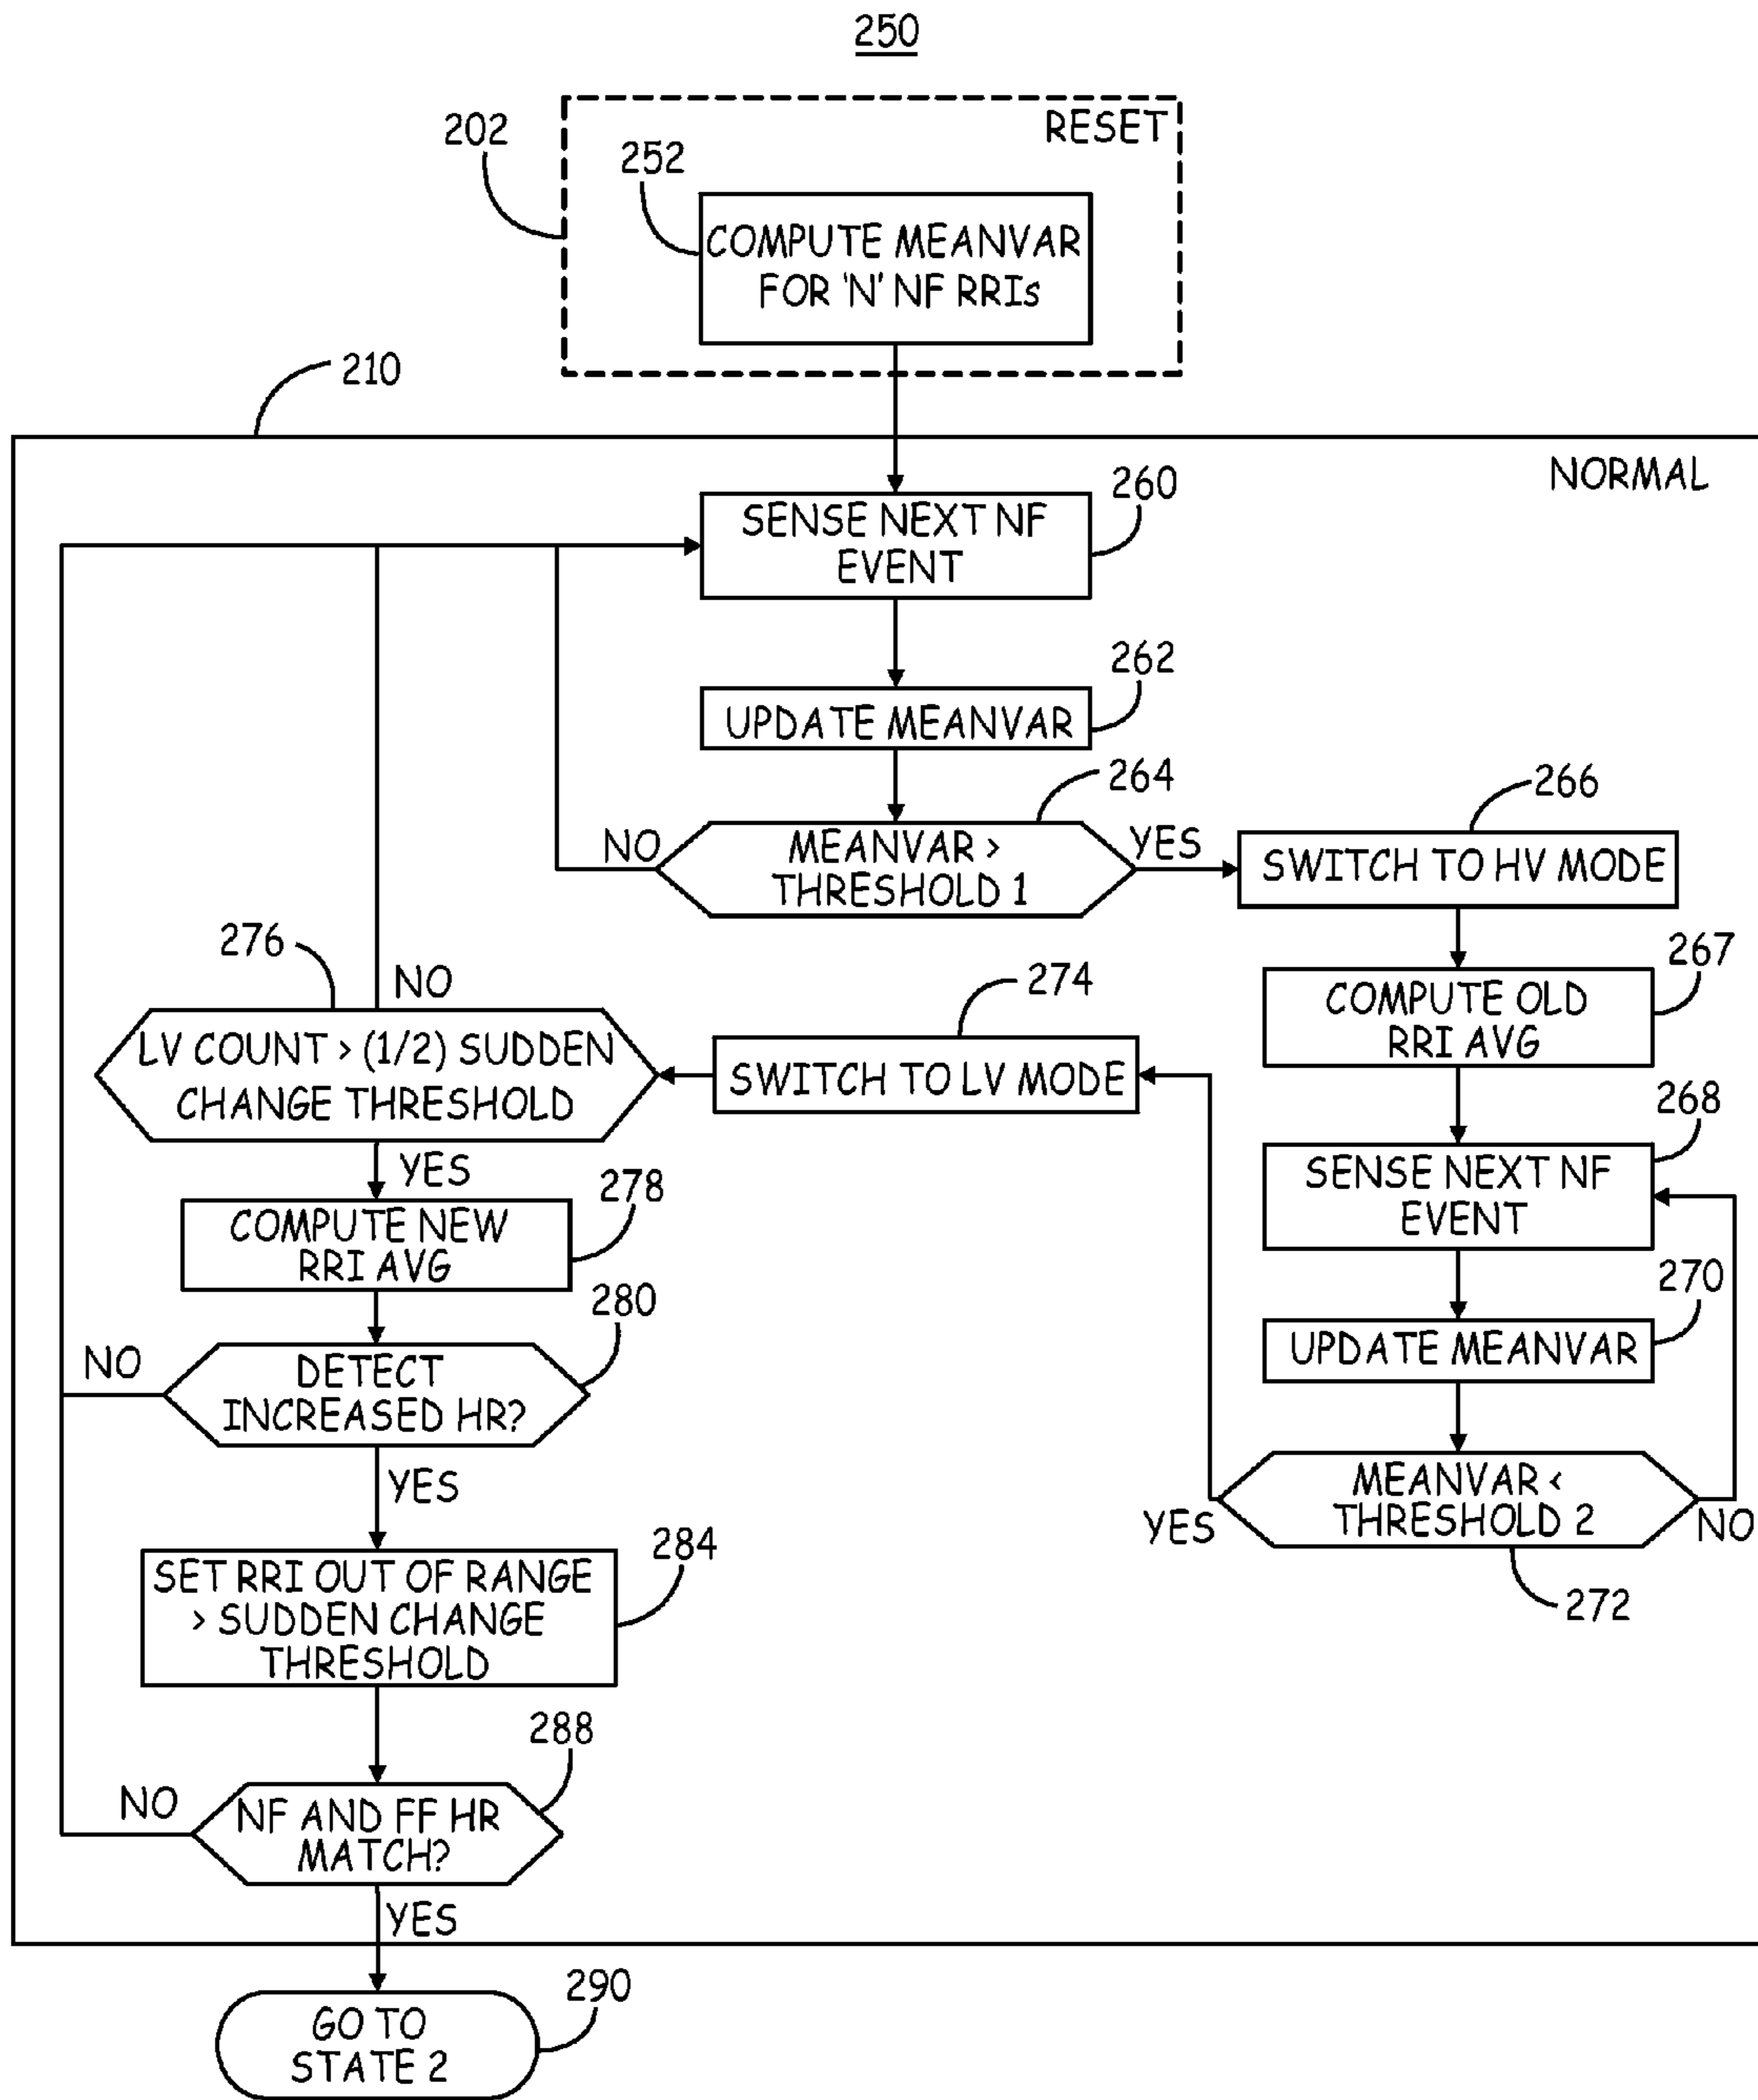 250
202
RESET
252
COMPUTE MEANVAR
FOR 'N' NF RRIs
210
NORMAL
260
SENSE NEXT NF
EVENT
262
UPDATE MEANVAR
264
MEANVAR >
THRESHOLD 1
NO
YES
266
SWITCH TO HV MODE
267
COMPUTE OLD
RRI AVG
268
SENSE NEXT NF
EVENT
270
UPDATE MEANVAR
MEANVAR <
THRESHOLD 2
YES
NO
272
274
SWITCH TO LV MODE
276
NO
LV COUNT > (1/2) SUDDEN
CHANGE THRESHOLD
YES
278
COMPUTE NEW
RRI AVG
280
NO
DETECT
INCREASED HR?
YES
284
SET RRI OUT OF RANGE
> SUDDEN CHANGE
THRESHOLD
288
NO
NF AND FF HR
MATCH?
YES
290
GO TO
STATE 2